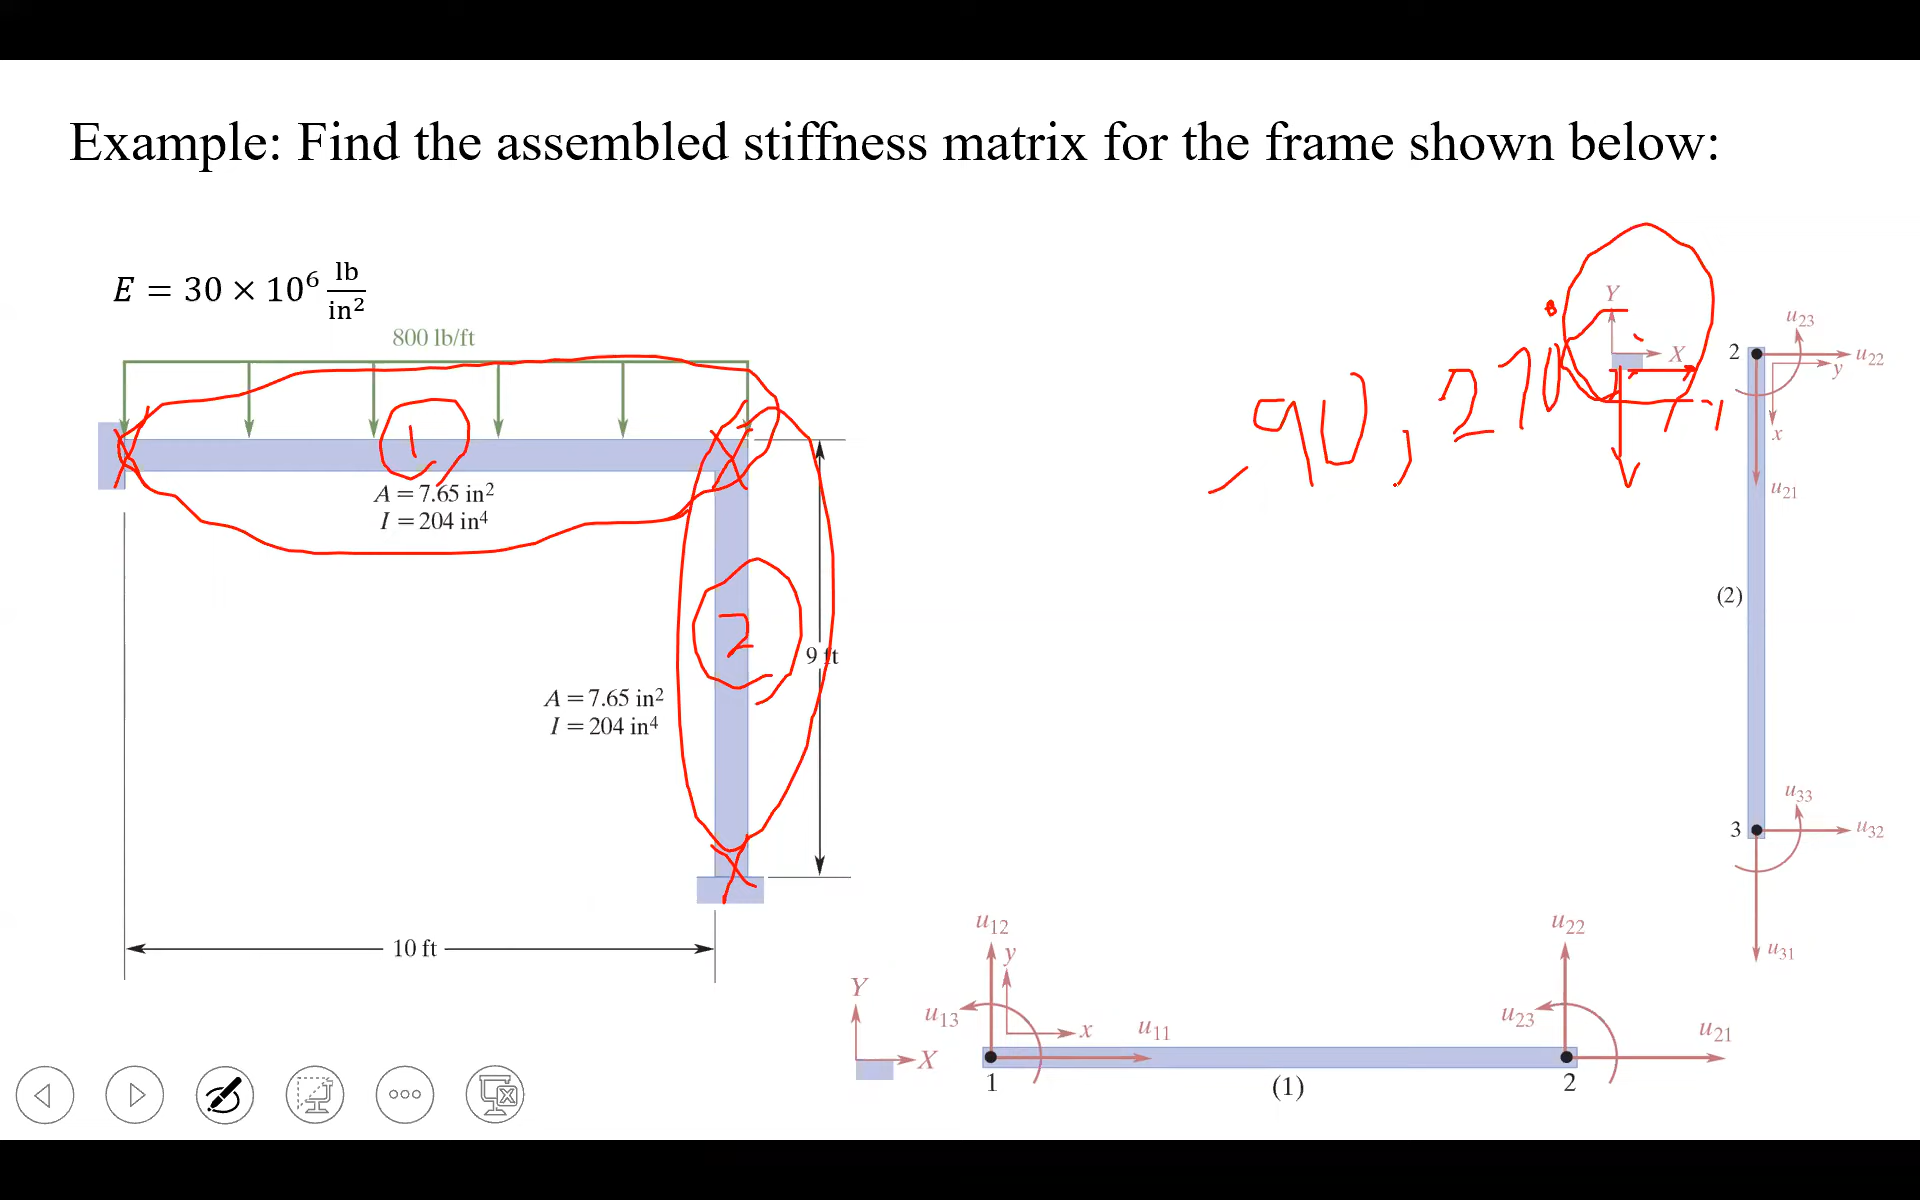 Example: Find the assembled stiffness matrix for the frame shown below:
E = 30 × 10⁶ lb/in²
800 lb/ft
1
A = 7.65 in²
I = 204 in⁴
2
9 ft
A = 7.65 in²
I = 204 in⁴
10 ft
-90, 270
Y
X
2
u₂₃
u₂₂
y
x
u₂₁
(2)
u₃₃
3
u₃₂
u₃₁
u₁₂
y
u₂₂
Y
u₁₃
x
u₁₁
u₂₃
u₂₁
X
1
(1)
2